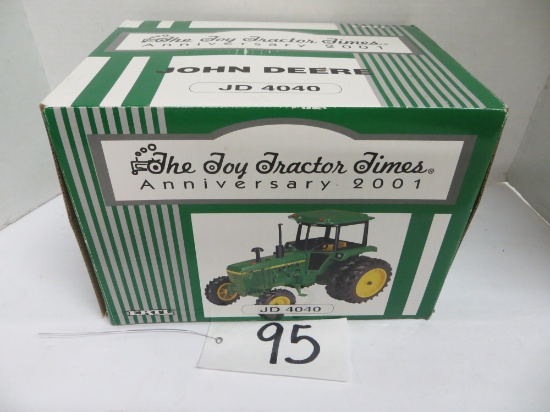 The Toy Tractor Times®
Anniversary 2001
JOHN DEERE
JD 4040
The Toy Tractor Times®
Anniversary 2001
ERTL
JD 4040
95